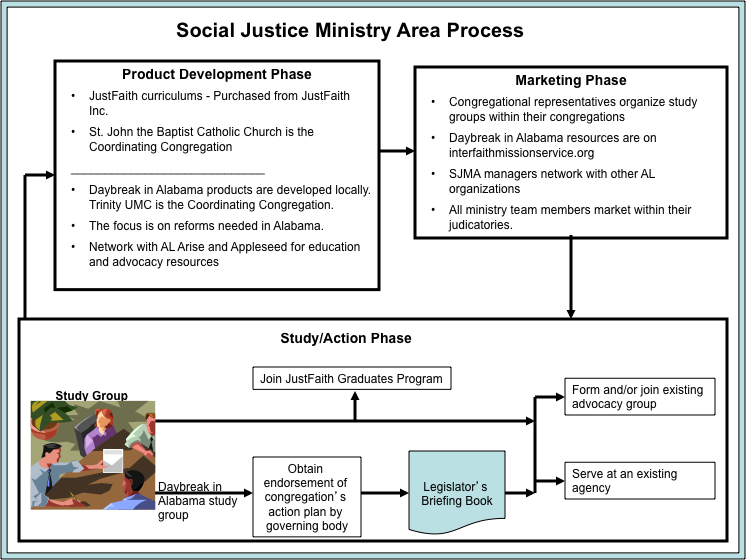 Social Justice Ministry Area Process
Product Development Phase
• JustFaith curriculums - Purchased from JustFaith
Inc.
• St. John the Baptist Catholic Church is the
Coordinating Congregation
• Daybreak in Alabama products are developed locally.
Trinity UMC is the Coordinating Congregation.
• The focus is on reforms needed in Alabama.
• Network with AL Arise and Appleseed for education
and advocacy resources
Marketing Phase
• Congregational representatives organize study
groups within their congregations
• Daybreak in Alabama resources are on
interfaithmissionservice.org
• SJMA managers network with other AL
organizations
• All ministry team members market within their
judicatories.
Study/Action Phase
Study Group
Join JustFaith Graduates Program
Form and/or join existing
advocacy group
Daybreak in
Alabama study
group
Obtain
endorsement of
congregation’s
action plan by
governing body
Legislator’s
Briefing Book
Serve at an existing
agency